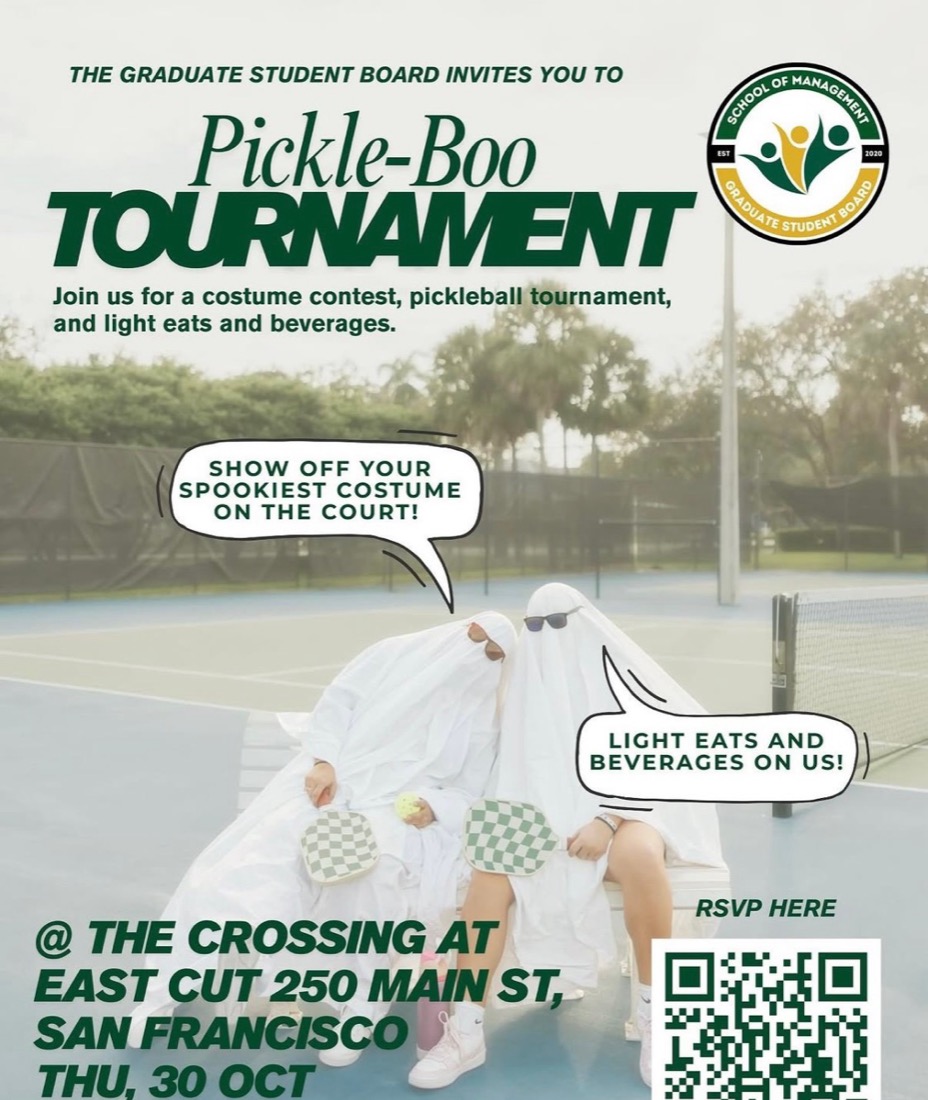 THE GRADUATE STUDENT BOARD INVITES YOU TO
Pickle-Boo
TOURNAMENT
SCHOOL OF MANAGEMENT
EST 2020
GRADUATE STUDENT BOARD
Join us for a costume contest, pickleball tournament,
and light eats and beverages.
SHOW OFF YOUR
SPOOKIEST COSTUME
ON THE COURT!
LIGHT EATS AND
BEVERAGES ON US!
RSVP HERE
@ THE CROSSING AT
EAST CUT 250 MAIN ST,
SAN FRANCISCO
THU, 30 OCT